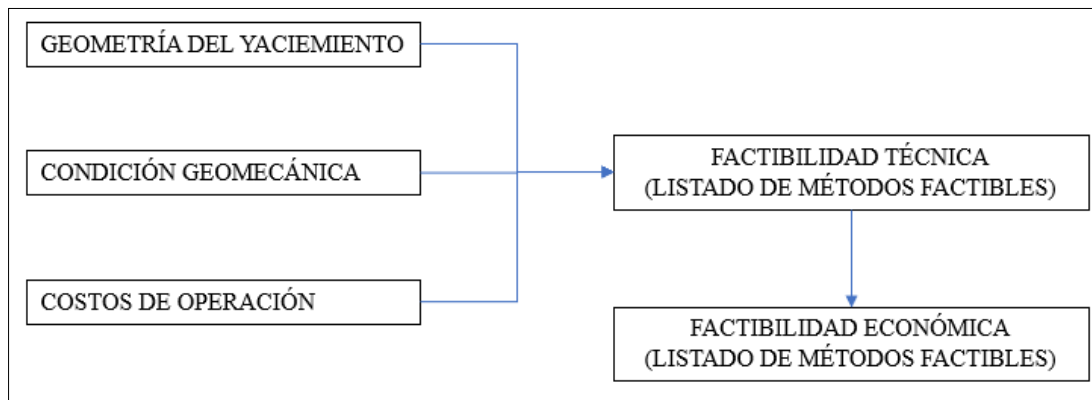 GEOMETRÍA DEL YACIEMIENTO
CONDICIÓN GEOMECÁNICA
COSTOS DE OPERACIÓN
FACTIBILIDAD TÉCNICA
(LISTADO DE MÉTODOS FACTIBLES)
FACTIBILIDAD ECONÓMICA
(LISTADO DE MÉTODOS FACTIBLES)